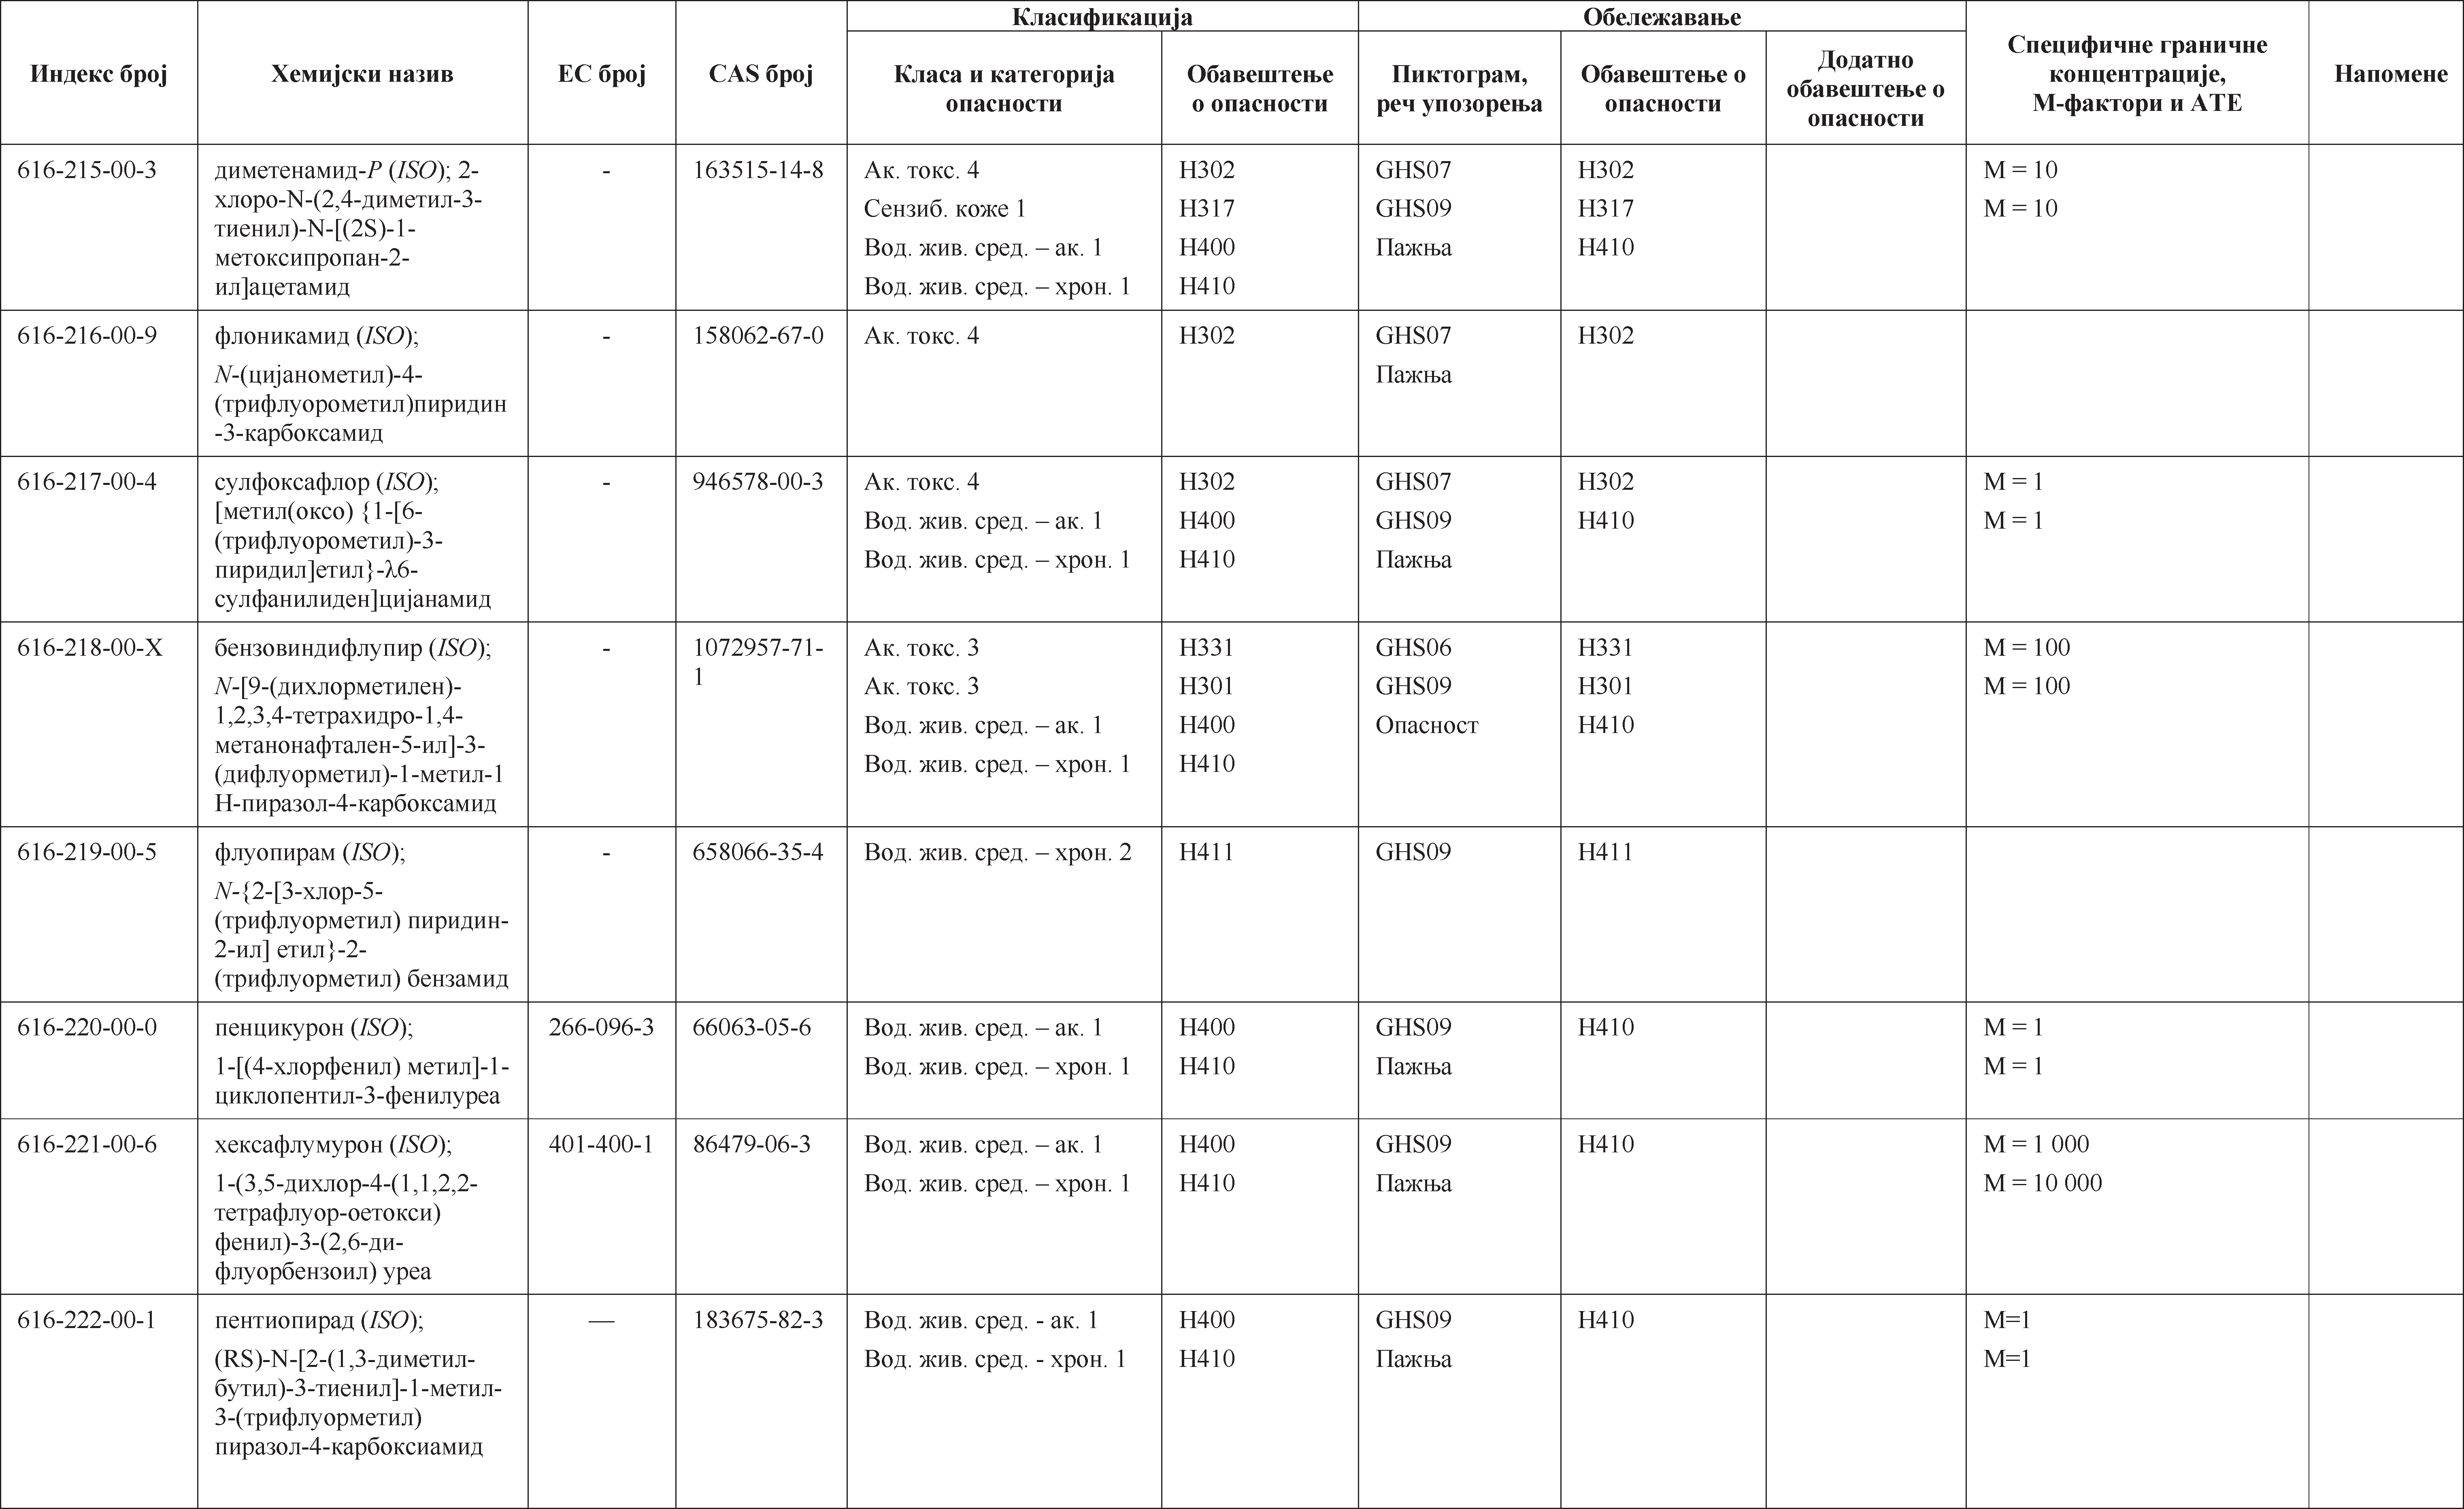 Индекс број
Хемијски назив
ЕС број
CAS број
Класификација
Класа и категорија
опасности
Обавештење
о опасности
Обележавање
Пиктограм,
реч упозорења
Обавештење о
опасности
Додатно
обавештење о
опасности
Специфичне граничне
концентрације,
М-фактори и АТЕ
Напомене
616-215-00-3
диметенамид-P (ISO); 2-
хлоро-N-(2,4-диметил-3-
тиенил)-N-[(2S)-1-
метоксипропан-2-
ил]ацетамид
-
163515-14-8
Ак. токс. 4
Сензиб. коже 1
Вод. жив. сред. – ак. 1
Вод. жив. сред. – хрон. 1
H302
H317
H400
H410
GHS07
GHS09
Пажња
H302
H317
H410
M = 10
M = 10
616-216-00-9
флоникамид (ISO);
N-(цијанометил)-4-
(трифлуорометил)пиридин
-3-карбоксамид
-
158062-67-0
Ак. токс. 4
H302
GHS07
Пажња
H302
616-217-00-4
сулфоксафлор (ISO);
[метил(оксо) {1-[6-
(трифлуорометил)-3-
пиридил]етил}-λ6-
сулфанилиден]цијанамид
-
946578-00-3
Ак. токс. 4
Вод. жив. сред. – ак. 1
Вод. жив. сред. – хрон. 1
H302
H400
H410
GHS07
GHS09
Пажња
H302
H410
M = 1
M = 1
616-218-00-X
бензовиндифлупир (ISO);
N-[9-(дихлорметилен)-
1,2,3,4-тетрахидро-1,4-
метанонафтален-5-ил]-3-
(дифлуорметил)-1-метил-1
Н-пиразол-4-карбоксамид
-
1072957-71-
1
Ак. токс. 3
Ак. токс. 3
Вод. жив. сред. – ак. 1
Вод. жив. сред. – хрон. 1
H331
H301
H400
H410
GHS06
GHS09
Опасност
H331
H301
H410
M = 100
M = 100
616-219-00-5
флуопирам (ISO);
N-{2-[3-хлор-5-
(трифлуорметил) пиридин-
2-ил] етил}-2-
(трифлуорметил) бензамид
-
658066-35-4
Вод. жив. сред. – хрон. 2
H411
GHS09
H411
616-220-00-0
пенцикурон (ISO);
1-[(4-хлорфенил) метил]-1-
циклопентил-3-фенилуреа
266-096-3
66063-05-6
Вод. жив. сред. – ак. 1
Вод. жив. сред. – хрон. 1
H400
H410
GHS09
Пажња
H410
M = 1
M = 1
616-221-00-6
хексафлумурон (ISO);
1-(3,5-дихлор-4-(1,1,2,2-
тетрафлуор-оетокси)
фенил)-3-(2,6-ди-
флуорбензоил) уреа
401-400-1
86479-06-3
Вод. жив. сред. – ак. 1
Вод. жив. сред. – хрон. 1
H400
H410
GHS09
Пажња
H410
M = 1 000
M = 10 000
616-222-00-1
пентиопирад (ISO);
(RS)-N-[2-(1,3-диметил-
бутил)-3-тиенил]-1-метил-
3-(трифлуорметил)
пиразол-4-карбоксиамид
—
183675-82-3
Вод. жив. сред. - ак. 1
Вод. жив. сред. - хрон. 1
H400
H410
GHS09
Пажња
H410
M=1
M=1